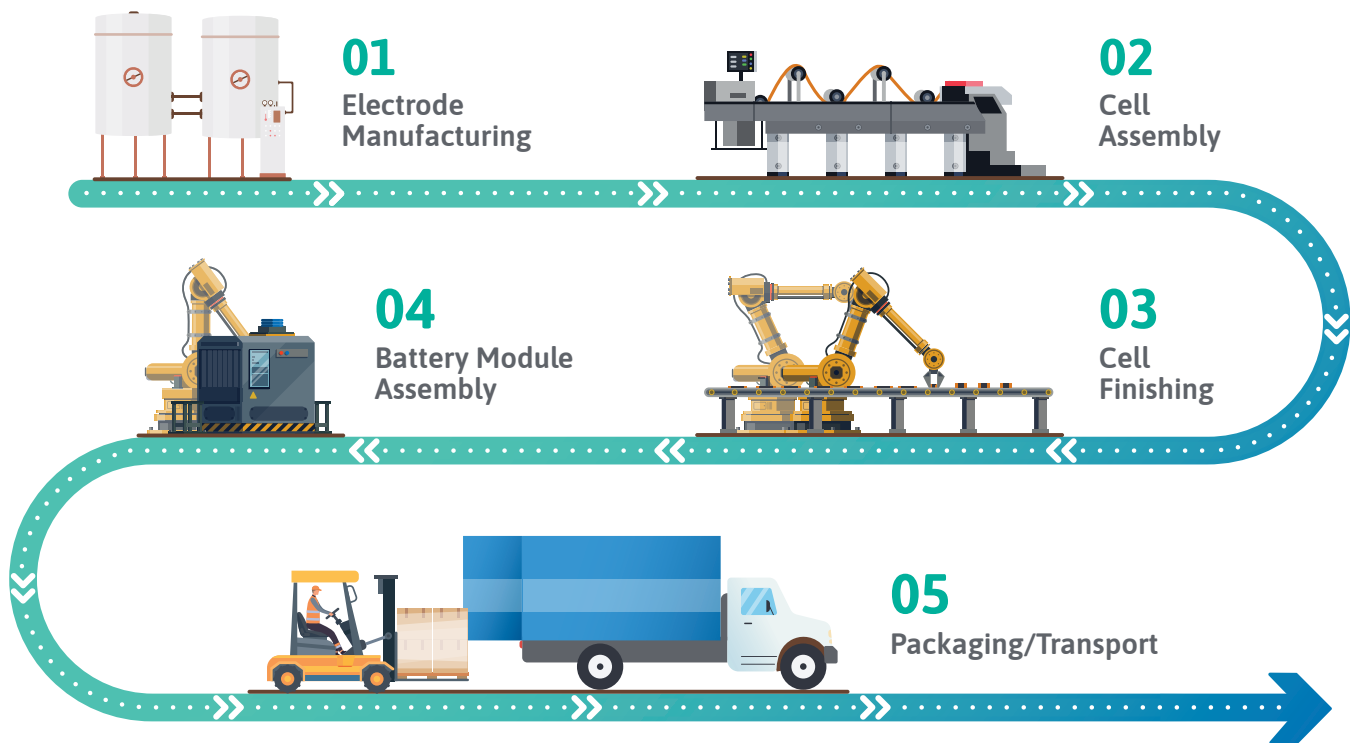 01
Electrode
Manufacturing
02
Cell
Assembly
03
Cell
Finishing
04
Battery Module
Assembly
05
Packaging/Transport